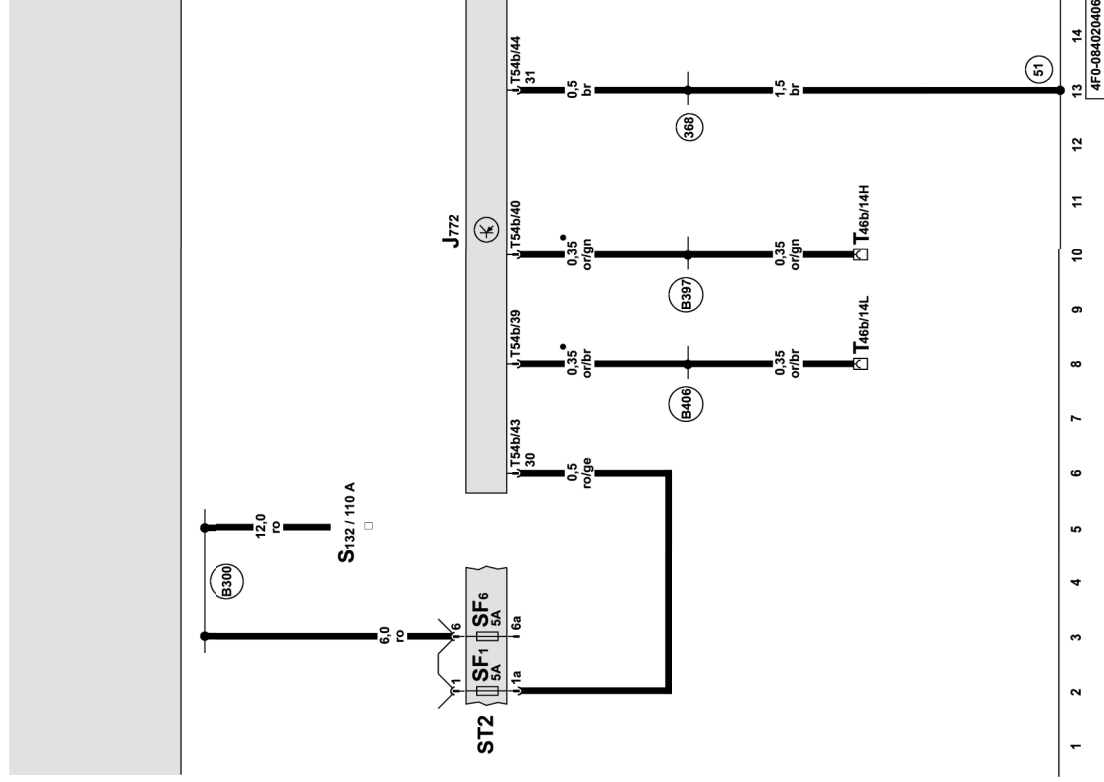 B300
12,0
ro
S132 / 110 A
6,0
ro
J772
1
6
SF1
5A
SF6
5A
ST2
1a
6a
T54b/43
30
T54b/39
T54b/40
T54b/44
31
0,5
ro/ge
0,35
or/br
0,35
or/gn
0,5
br
B406
B397
368
0,35
or/br
0,35
or/gn
1,5
br
T46b/14L
T46b/14H
51
1
2
3
4
5
6
7
8
9
10
11
12
13
14
4F0-084020406